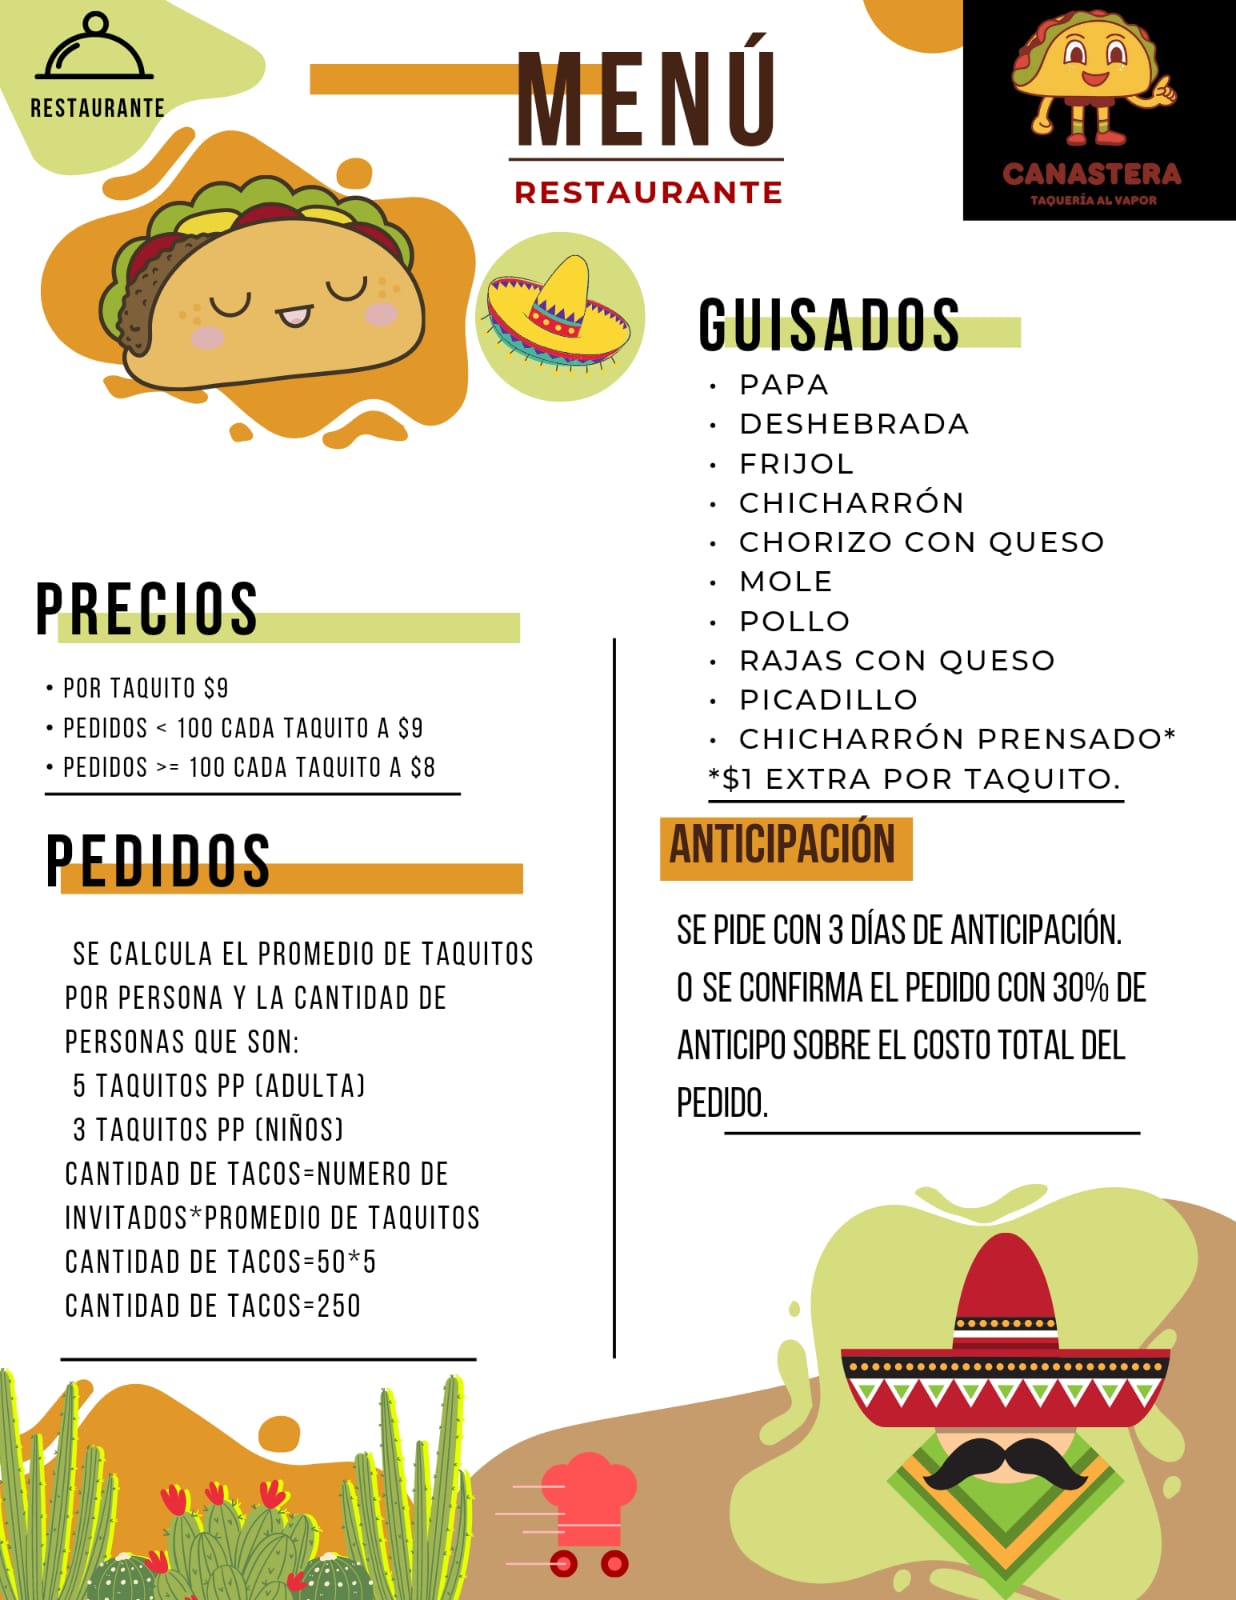 RESTAURANTE
MENÚ
RESTAURANTE
CANASTERA
TAQUERÍA AL VAPOR
GUISADOS
• PAPA
• DESHEBRADA
• FRIJOL
• CHICHARRÓN
• CHORIZO CON QUESO
• MOLE
• POLLO
• RAJAS CON QUESO
• PICADILLO
• CHICHARRÓN PRENSADO*
*$1 EXTRA POR TAQUITO.
PRECIOS
• POR TAQUITO $9
• PEDIDOS < 100 CADA TAQUITO A $9
• PEDIDOS >= 100 CADA TAQUITO A $8
PEDIDOS
SE CALCULA EL PROMEDIO DE TAQUITOS
POR PERSONA Y LA CANTIDAD DE
PERSONAS QUE SON:
5 TAQUITOS PP (ADULTA)
3 TAQUITOS PP (NIÑOS)
CANTIDAD DE TACOS=NUMERO DE
INVITADOS*PROMEDIO DE TAQUITOS
CANTIDAD DE TACOS=50*5
CANTIDAD DE TACOS=250
ANTICIPACIÓN
SE PIDE CON 3 DÍAS DE ANTICIPACIÓN.
O SE CONFIRMA EL PEDIDO CON 30% DE
ANTICIPO SOBRE EL COSTO TOTAL DEL
PEDIDO.